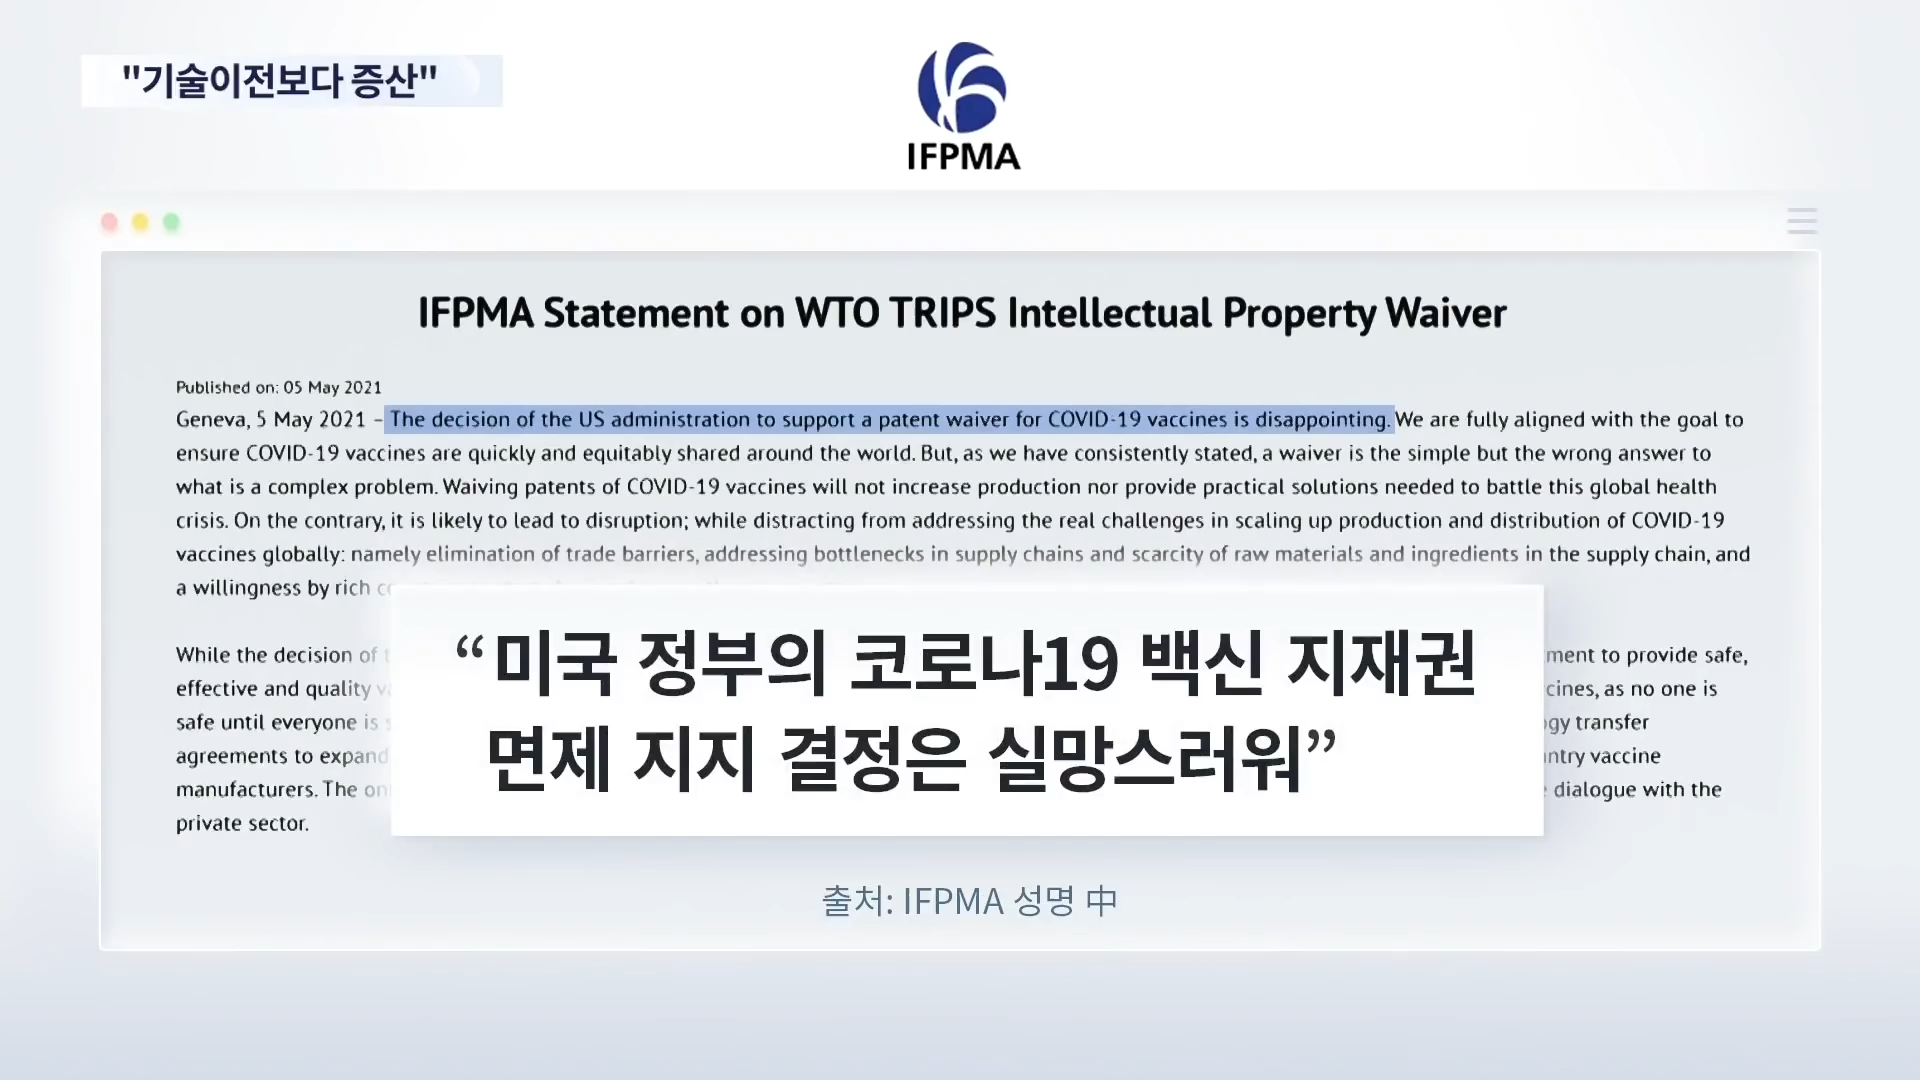 "기술이전보다 증산"
IFPMA
IFPMA Statement on WTO TRIPS Intellectual Property Waiver
Published on: 05 May 2021
Geneva, 5 May 2021 – The decision of the US administration to support a patent waiver for COVID-19 vaccines is disappointing. We are fully aligned with the goal to
ensure COVID-19 vaccines are quickly and equitably shared around the world. But, as we have consistently stated, a waiver is the simple but the wrong answer to
what is a complex problem. Waiving patents of COVID-19 vaccines will not increase production nor provide practical solutions needed to battle this global health
crisis. On the contrary, it is likely to lead to disruption; while distracting from addressing the real challenges in scaling up production and distribution of COVID-19
vaccines globally: namely elimination of trade barriers, addressing bottlenecks in supply chains and scarcity of raw materials and ingredients in the supply chain, and
a willingness by rich
While the decision of
ment to provide safe,
effective and quality
cines, as no one is
safe until everyone is
gy transfer
agreements to expand
ntry vaccine
manufacturers. The
dialogue with the
private sector.
“미국 정부의 코로나19 백신 지재권
면제 지지 결정은 실망스러워”
출처: IFPMA 성명 中